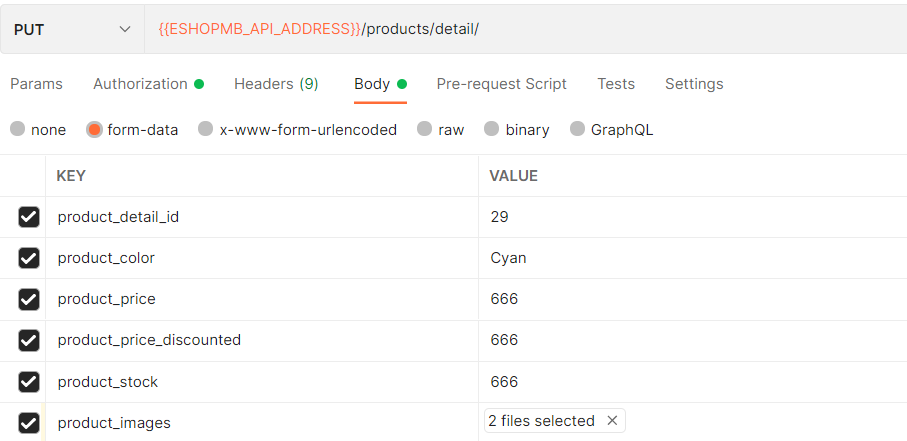 PUT {{ESHOPMB_API_ADDRESS}}/products/detail/
Params Authorization Headers (9) Body Pre-request Script Tests Settings
none form-data x-www-form-urlencoded raw binary GraphQL
KEY VALUE
product_detail_id 29
product_color Cyan
product_price 666
product_price_discounted 666
product_stock 666
product_images 2 files selected